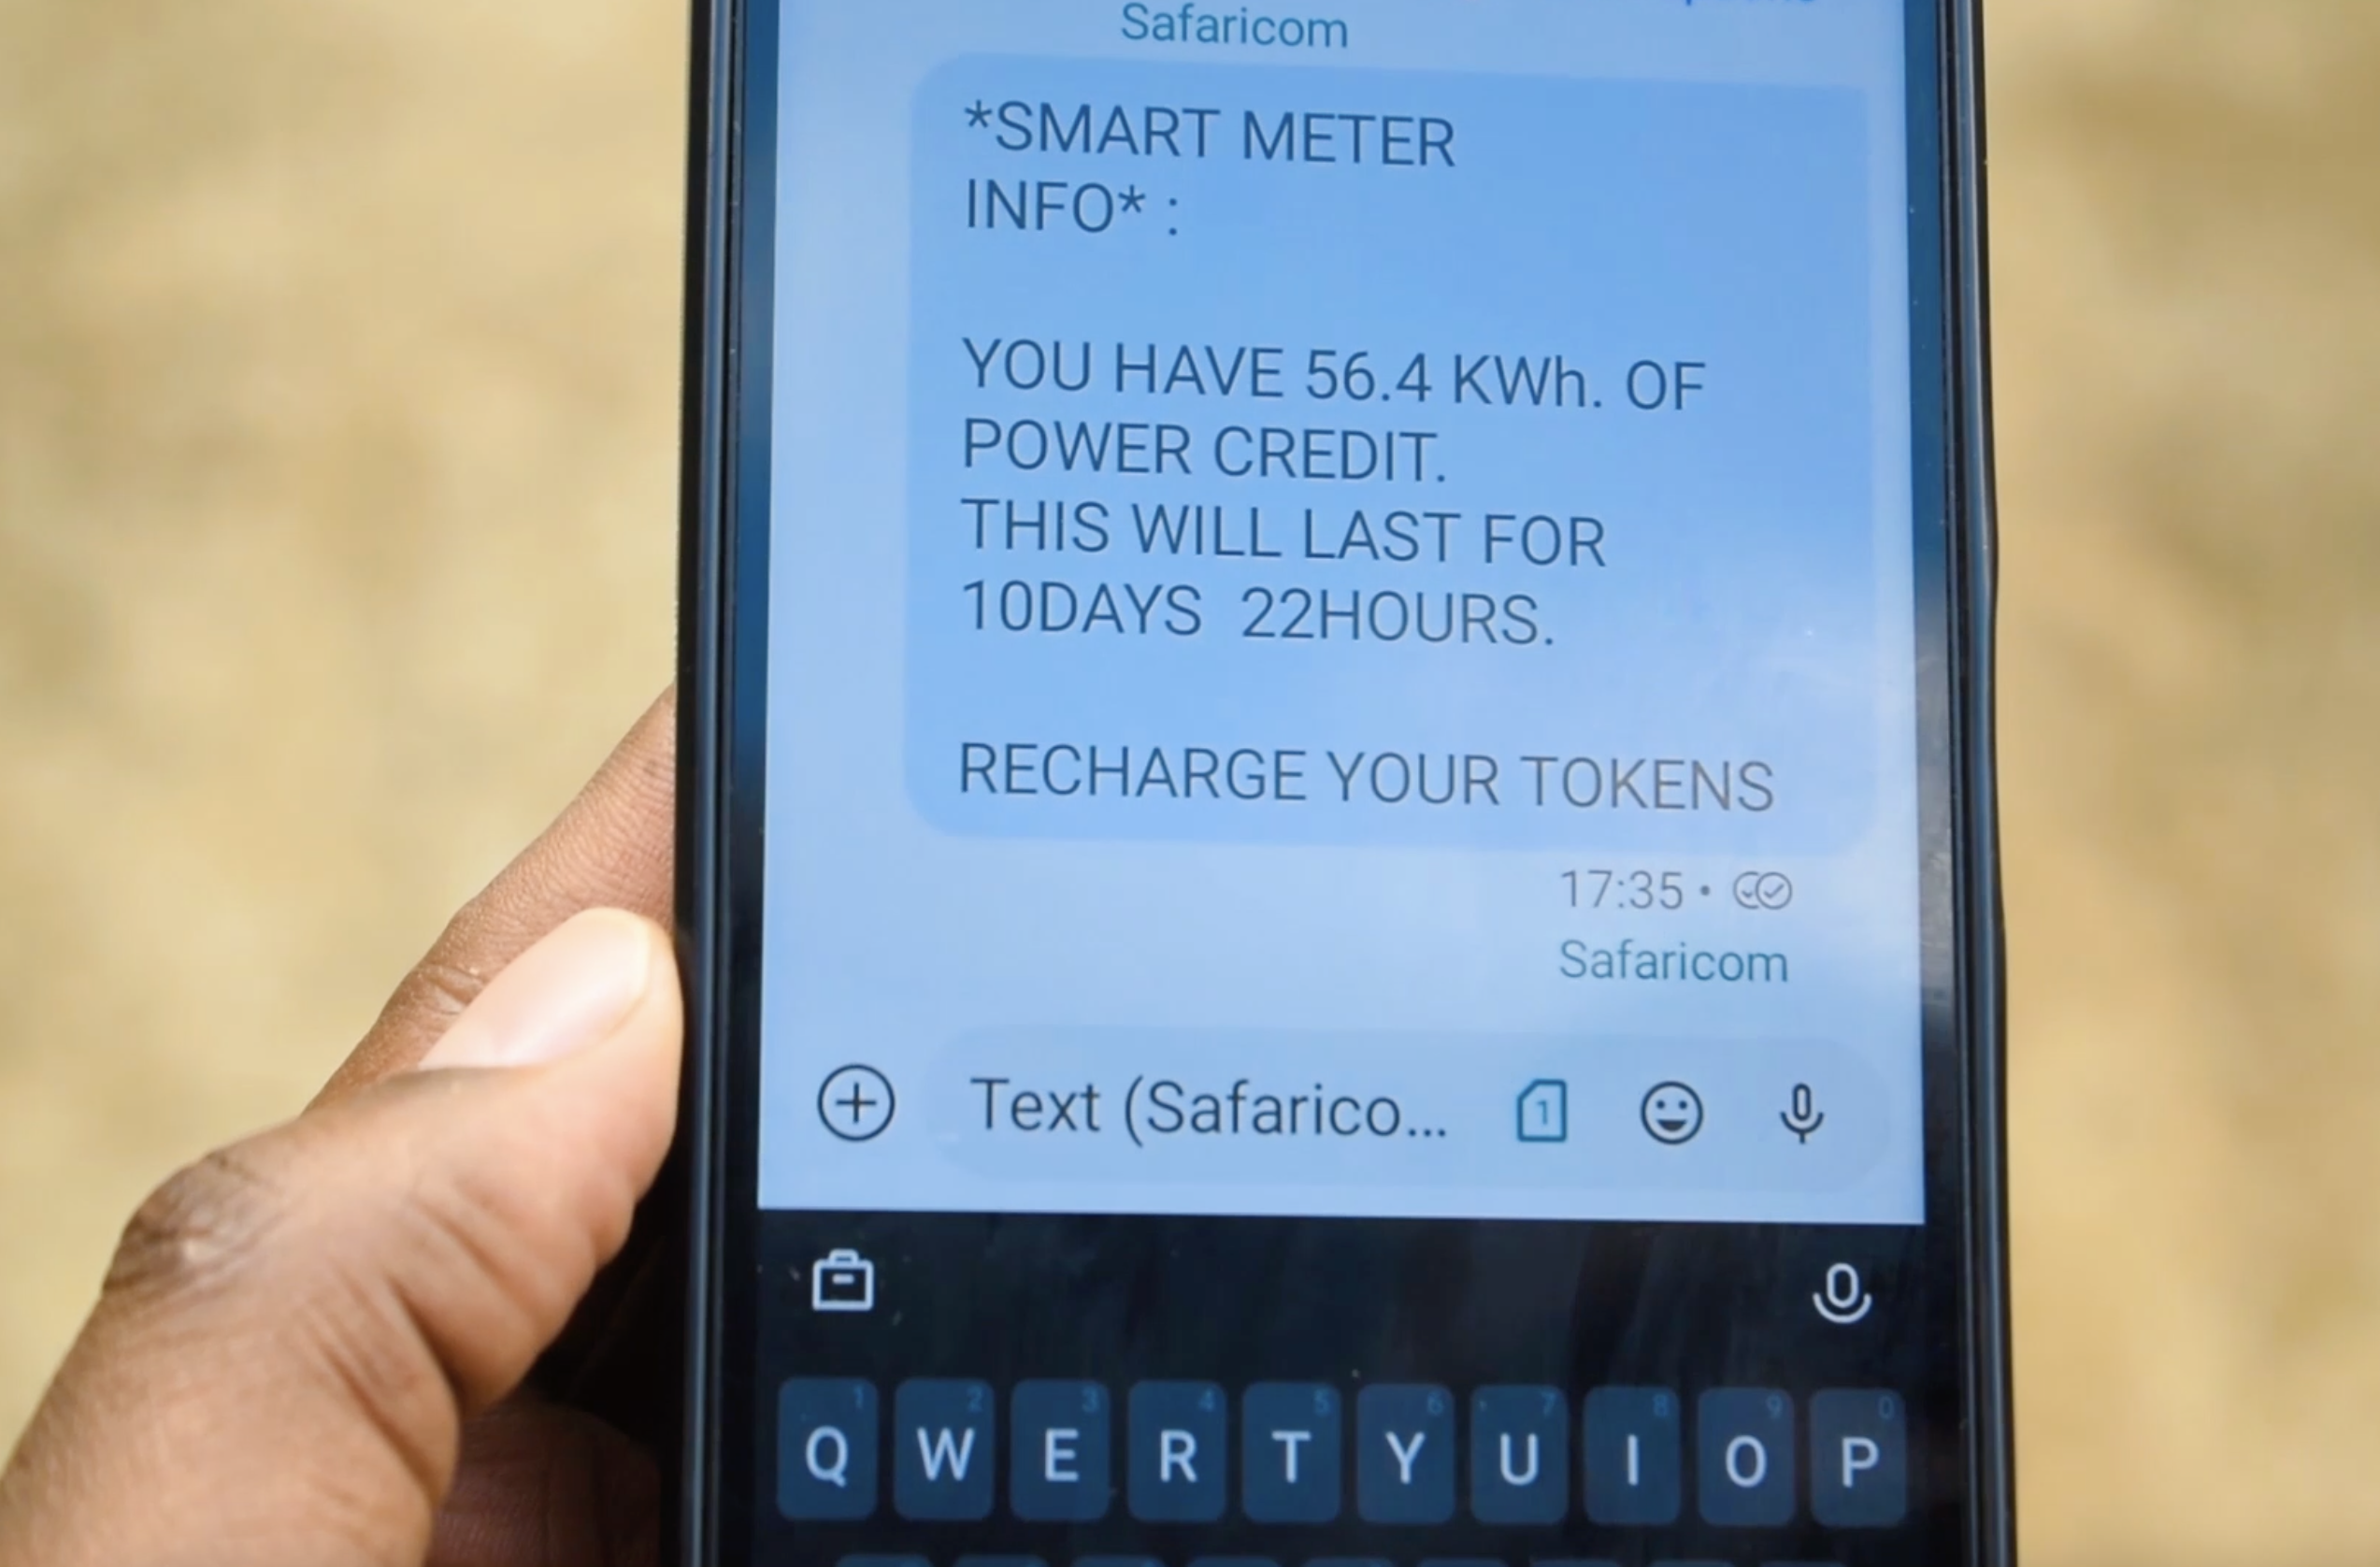 Safaricom
*SMART METER
INFO* :
YOU HAVE 56.4 KWh. OF
POWER CREDIT.
THIS WILL LAST FOR
10DAYS  22HOURS.
RECHARGE YOUR TOKENS
17:35 •
Safaricom
Text (Safarico...
1
1 2 3 4 5 6 7 8 9 0
Q W E R T Y U I O P